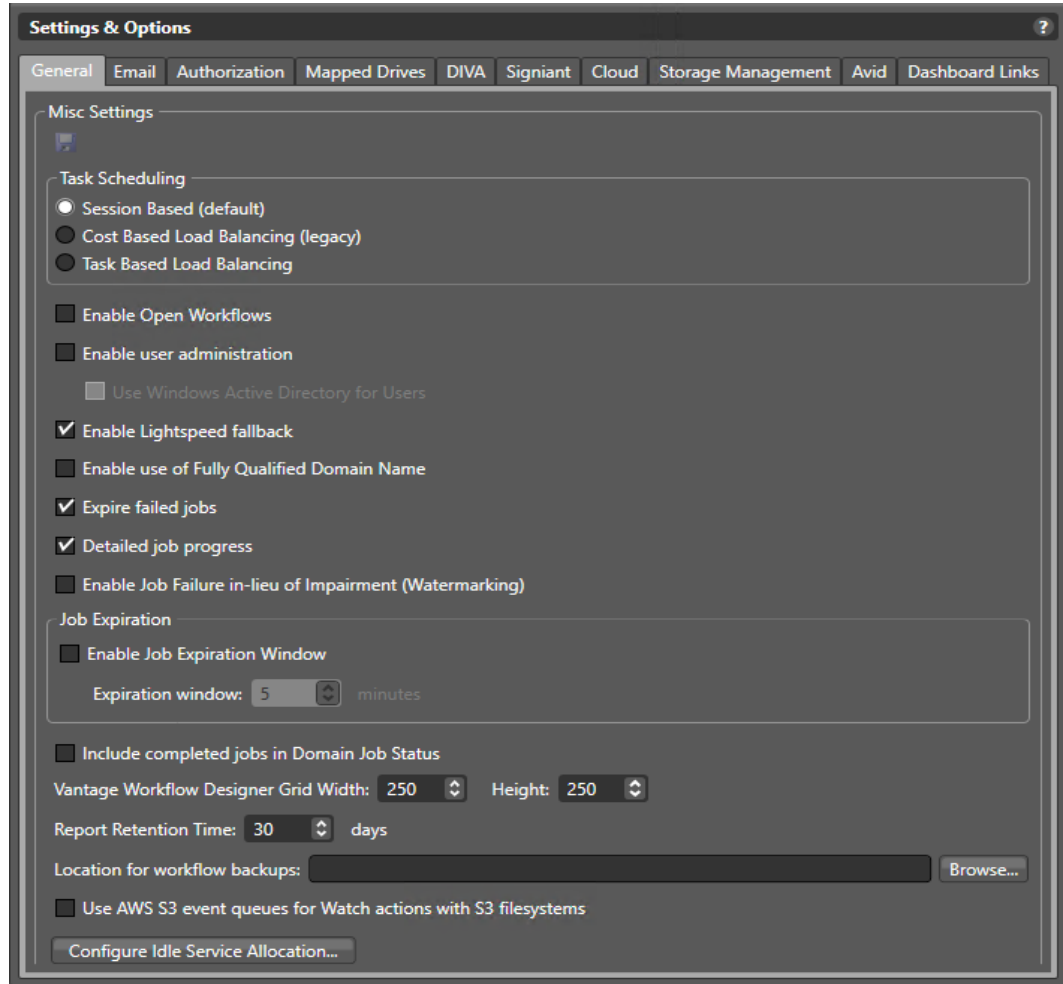 Settings & Options ?
General Email Authorization Mapped Drives DIVA Signiant Cloud Storage Management Avid Dashboard Links
Misc Settings
Task Scheduling
Session Based (default)
Cost Based Load Balancing (legacy)
Task Based Load Balancing
Enable Open Workflows
Enable user administration
Use Windows Active Directory for Users
Enable Lightspeed fallback
Enable use of Fully Qualified Domain Name
Expire failed jobs
Detailed job progress
Enable Job Failure in-lieu of Impairment (Watermarking)
Job Expiration
Enable Job Expiration Window
Expiration window: 5 minutes
Include completed jobs in Domain Job Status
Vantage Workflow Designer Grid Width: 250 Height: 250
Report Retention Time: 30 days
Location for workflow backups: Browse...
Use AWS S3 event queues for Watch actions with S3 filesystems
Configure Idle Service Allocation...